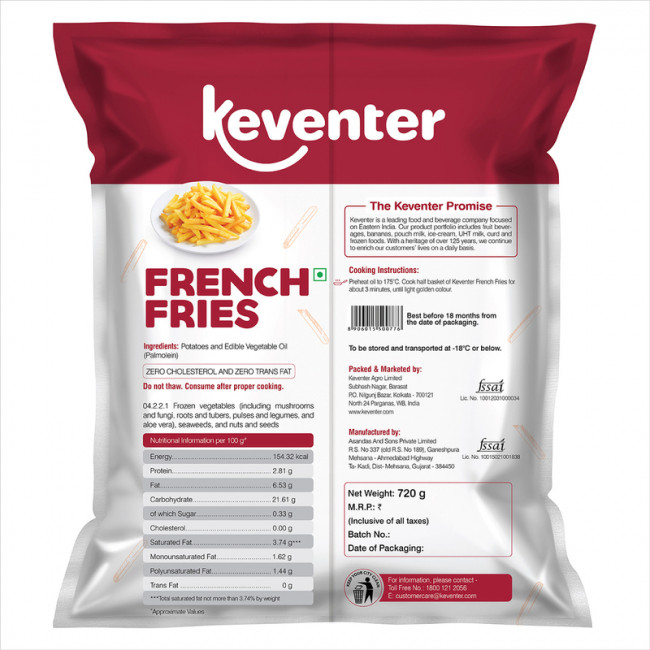 keventer
FRENCH
FRIES
Ingredients: Potatoes and Edible Vegetable Oil
(Palmolein)
ZERO CHOLESTEROL AND ZERO TRANS FAT
Do not thaw. Consume after proper cooking.
04.2.2.1 Frozen vegetables (including mushrooms
and fungi, roots and tubers, pulses and legumes, and
aloe vera), seaweeds, and nuts and seeds
Nutritional Information per 100 g*
Energy 154.32 kcal
Protein 2.81 g
Fat 6.53 g
Carbohydrate 21.61 g
of which Sugar 0.33 g
Cholesterol 0.00 g
Saturated Fat 3.74 g***
Monounsaturated Fat 1.62 g
Polyunsaturated Fat 1.44 g
Trans Fat 0 g
***Total saturated fat not more than 3.74% by weight
*Approximate Values
The Keventer Promise
Keventer is a leading food and beverage company focused
on Eastern India. Our product portfolio includes fruit bever-
ages, bananas, pouch milk, ice-cream, UHT milk, curd and
frozen foods. With a heritage of over 125 years, we continue
to enrich our customers' lives on a daily basis.
Cooking Instructions:
Preheat oil to 175°C. Cook half basket of Keventer French Fries for
about 3 minutes, until light golden colour.
8 906015 500776
Best before 18 months from
the date of packaging.
To be stored and transported at -18°C or below.
Packed & Marketed by:
Keventer Agro Limited
Subhash Nagar, Barasat
P.O. Nilgunj Bazar, Kolkata - 700121
North 24 Parganas, WB, India
www.keventer.com
fssai
Lic. No. 10012031000034
Manufactured by:
Asandas And Sons Private Limited
R.S. No 337 (old R.S. No 188), Ganeshpura
Mehsana - Ahmedabad Highway
Ta- Kadi, Dist- Mehsana, Gujarat - 384450
fssai
Lic. No. 10015021001838
Net Weight: 720 g
M.R.P.: ₹
(Inclusive of all taxes)
Batch No.:
Date of Packaging:
KEEP YOUR CITY CLEAN
For information, please contact -
Toll Free No.: 1800 121 2056
E: customercare@keventer.com